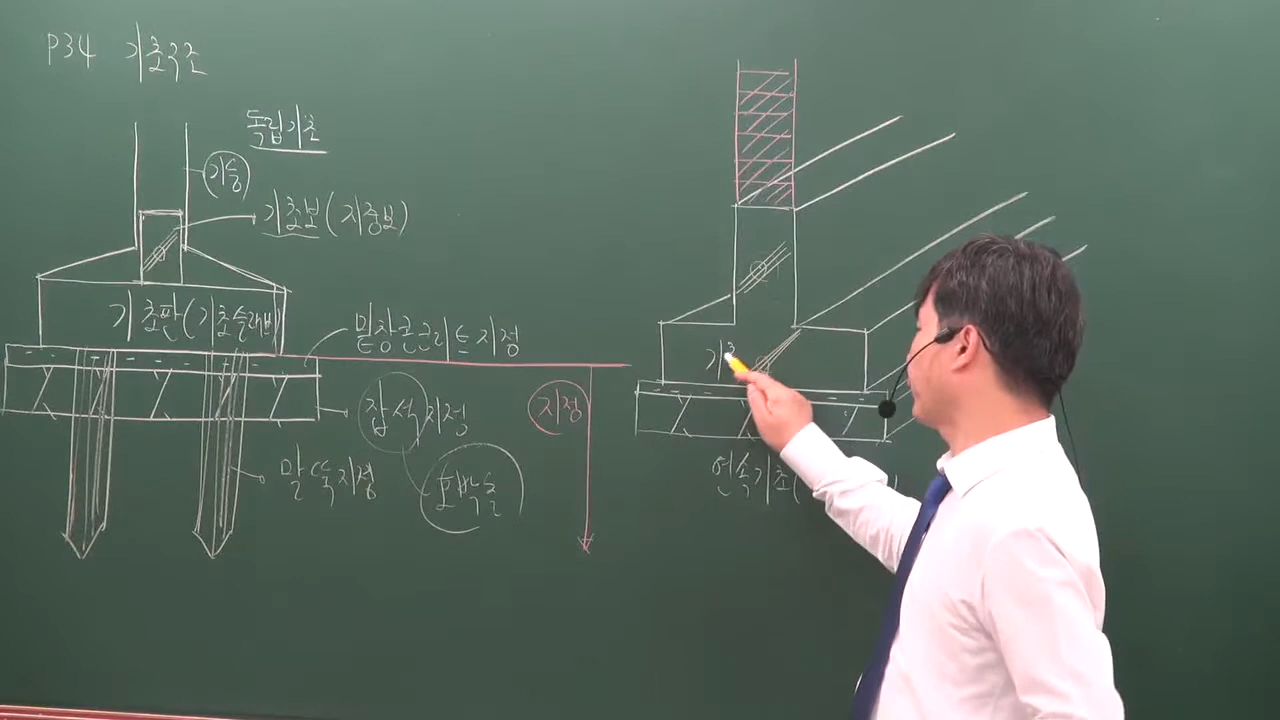 P34 기초구조
독립기초
기둥
기초보(지중보)
기초판(기초슬래브)
밑창콘크리트지정
잡석지정
지정
말뚝지정
호박돌
기초
연속기초(